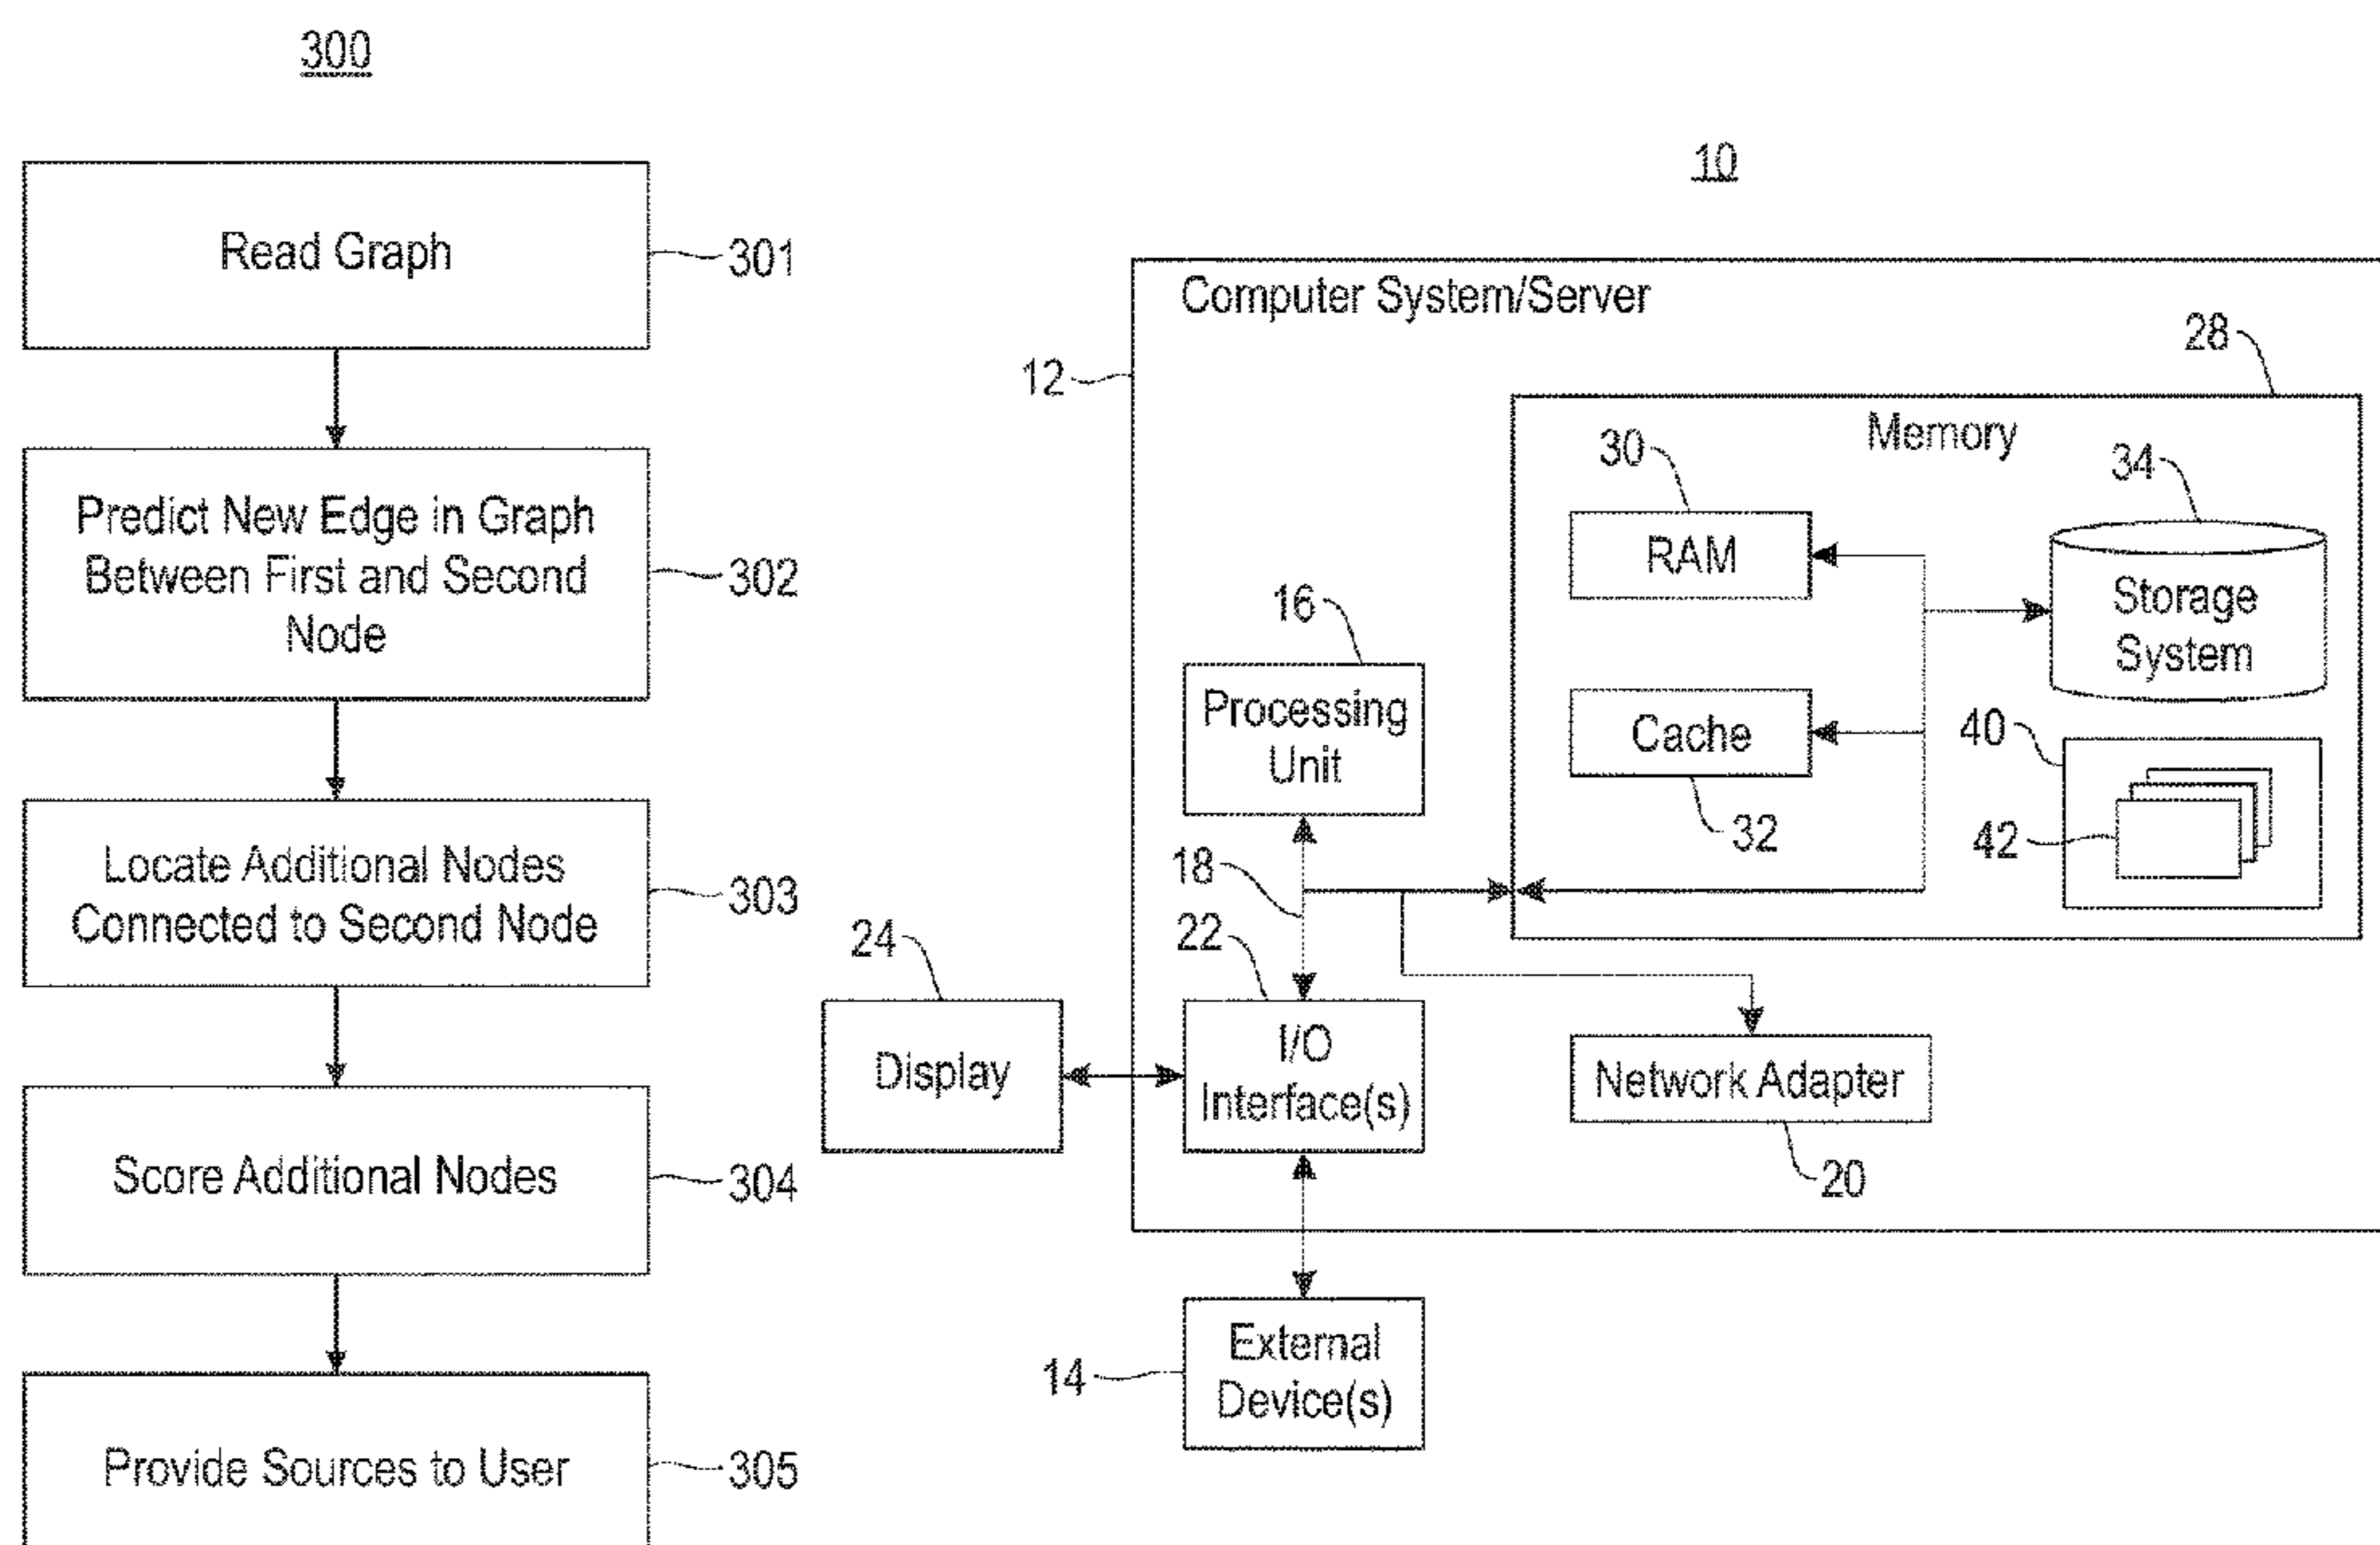 300
Read Graph
301
Predict New Edge in Graph
Between First and Second
Node
302
Locate Additional Nodes
Connected to Second Node
303
Score Additional Nodes
304
Provide Sources to User
305
10
Computer System/Server
12
28
Memory
30
RAM
34
Storage
System
16
Processing
Unit
Cache
32
40
42
18
22
24
Display
I/O
Interface(s)
Network Adapter
20
External
Device(s)
14